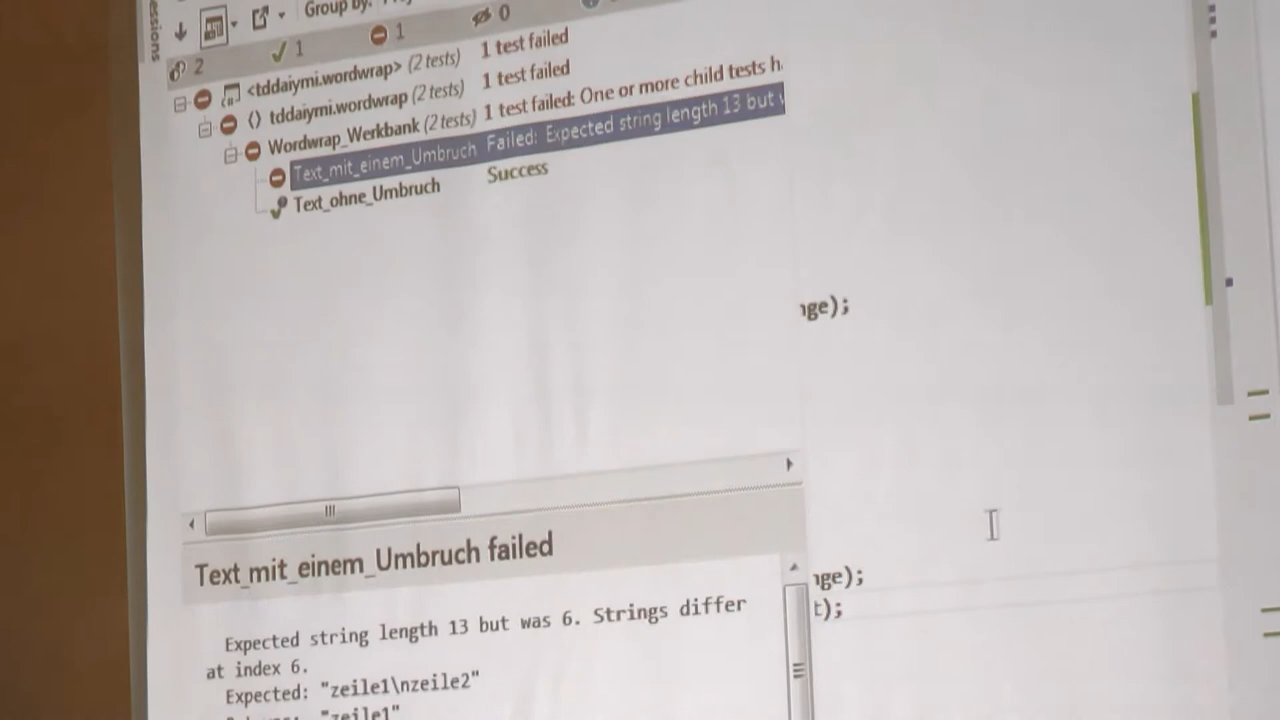 Group by:
2 1 1 0
<tddaiymi.wordwrap> (2 tests) 1 test failed
tddaiymi.wordwrap (2 tests) 1 test failed
Wordwrap_Werkbank (2 tests) 1 test failed: One or more child tests h
Text_mit_einem_Umbruch Failed: Expected string length 13 but
Text_ohne_Umbruch Success
ge);
Text_mit_einem_Umbruch failed
ge);
t);
Expected string length 13 but was 6. Strings differ
at index 6.
Expected: "zeile1\nzeile2"
"zeile1"